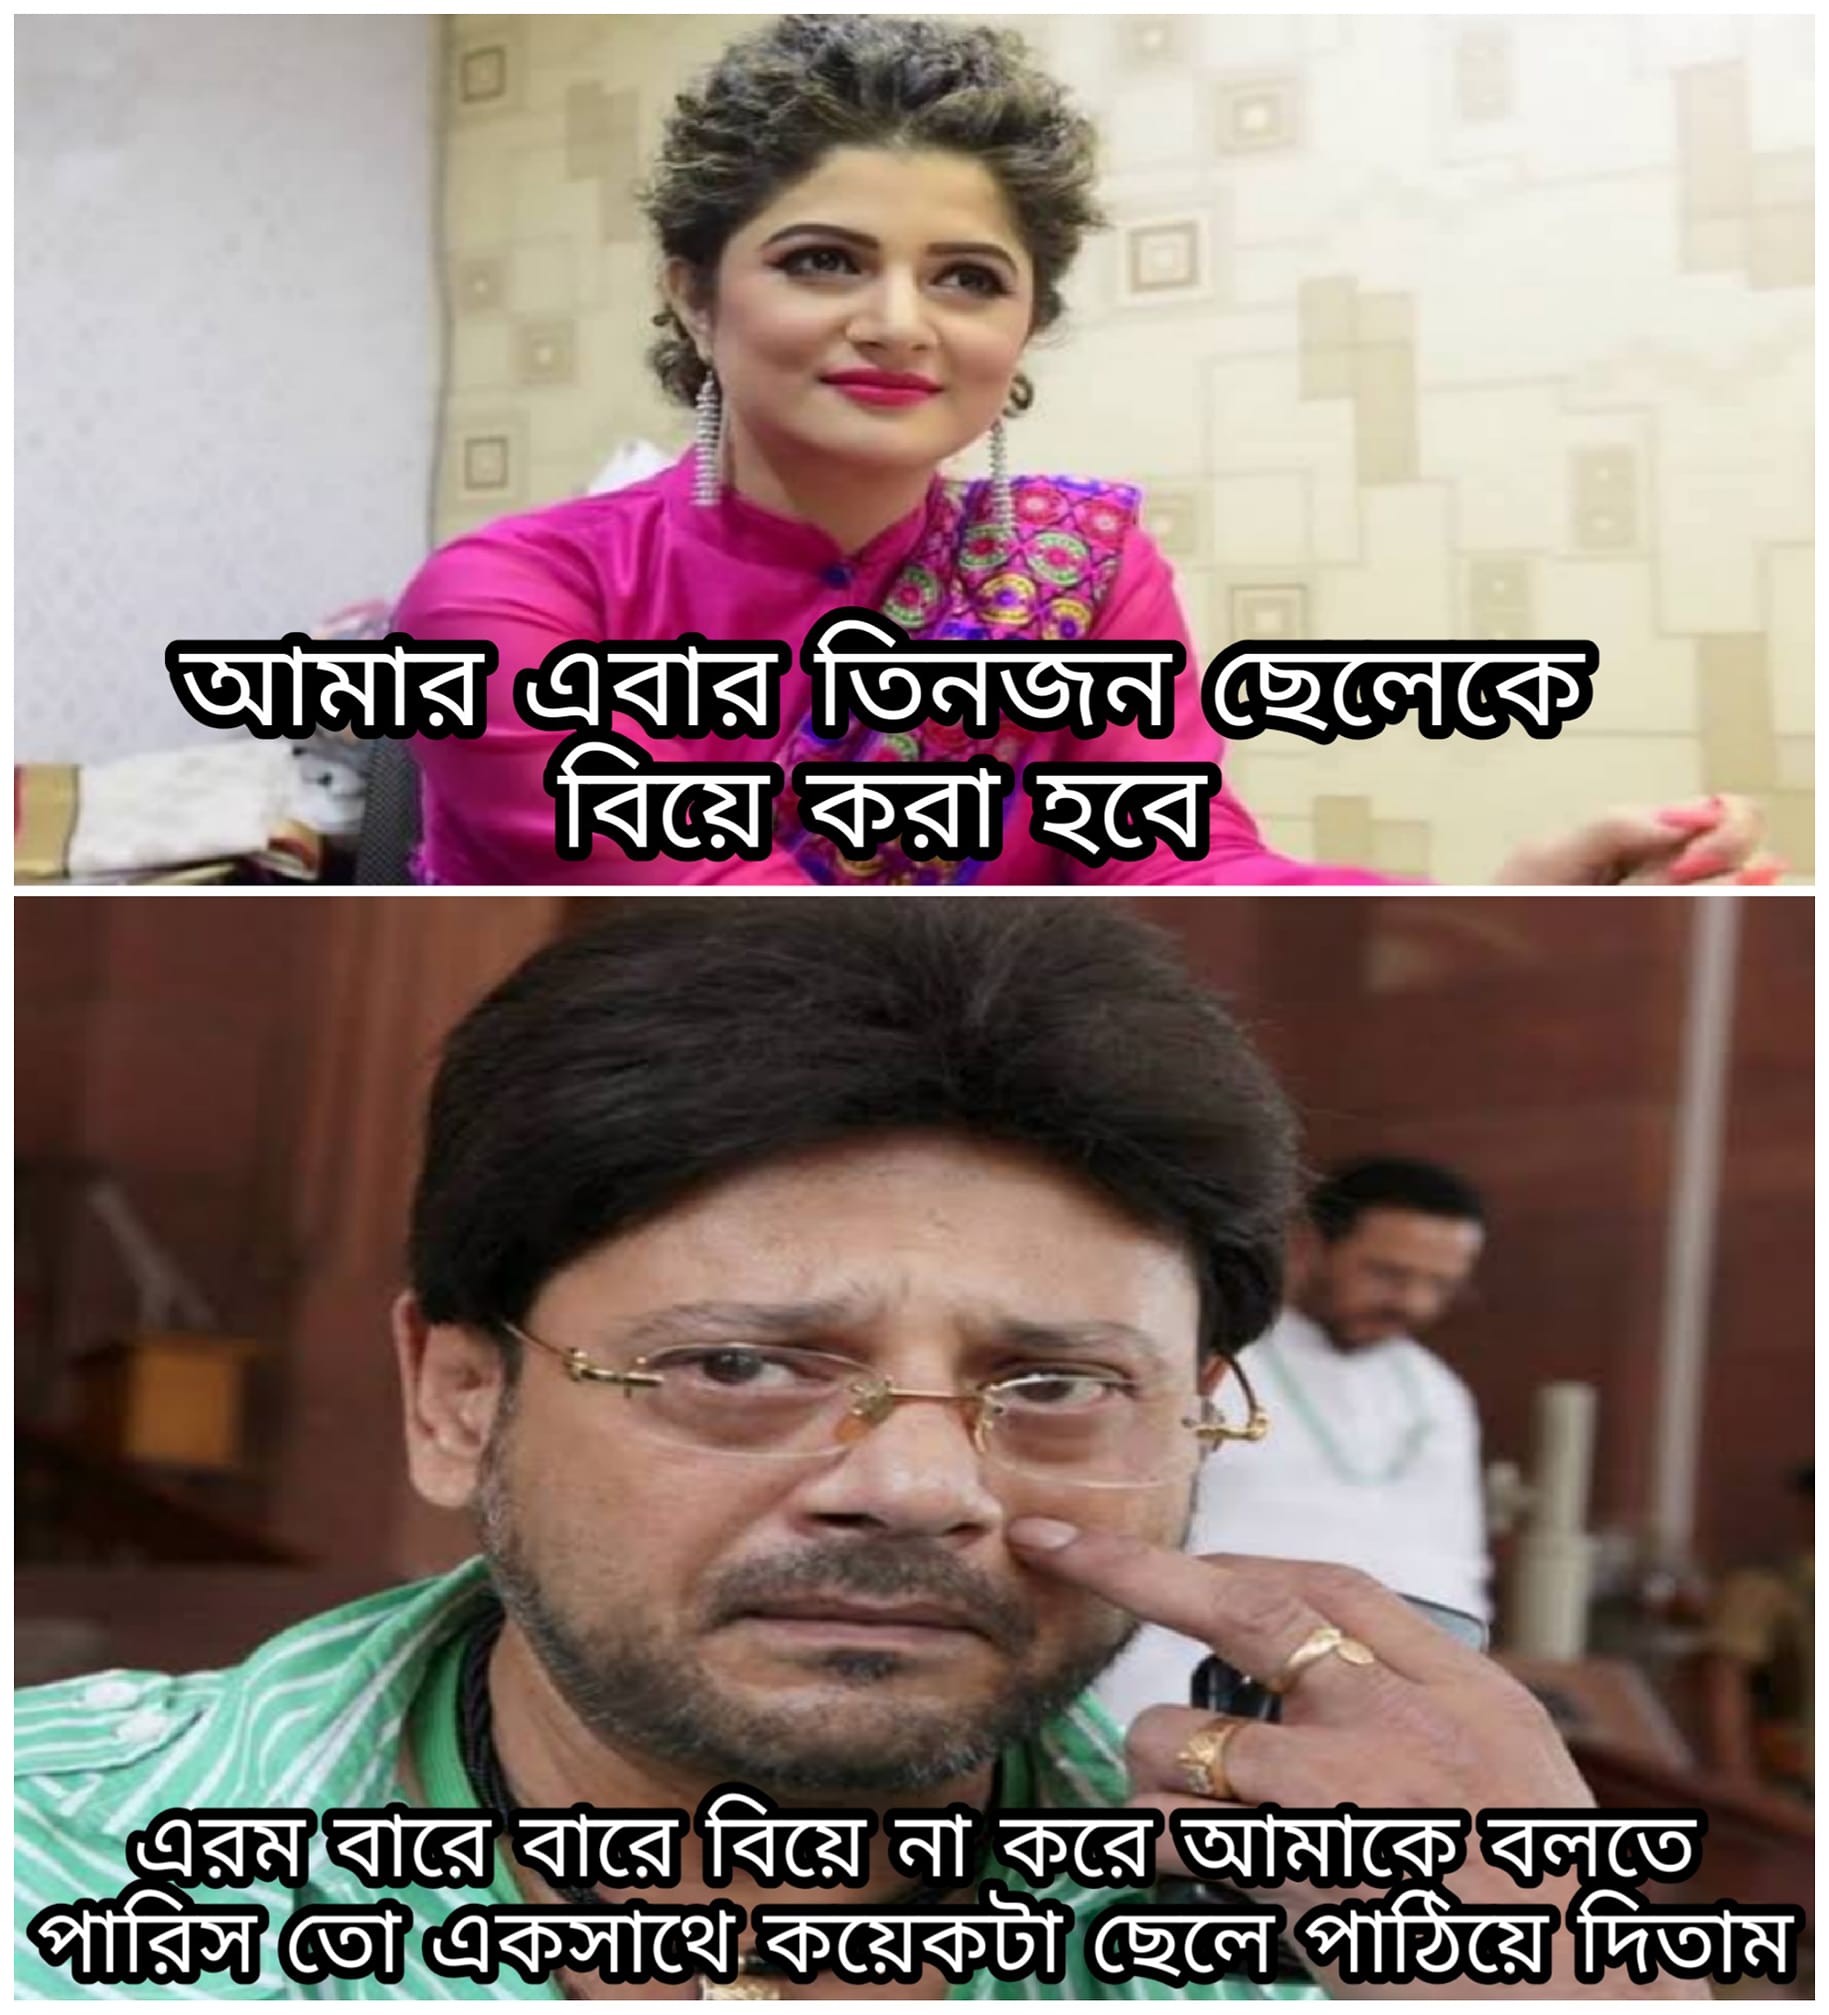 আমার এবার তিনজন ছেলেকে
বিয়ে করা হবে
এরম বারে বারে বিয়ে না করে আমাকে বলতে
পারিস তো একসাথে কয়েকটা ছেলে পাঠিয়ে দিতাম